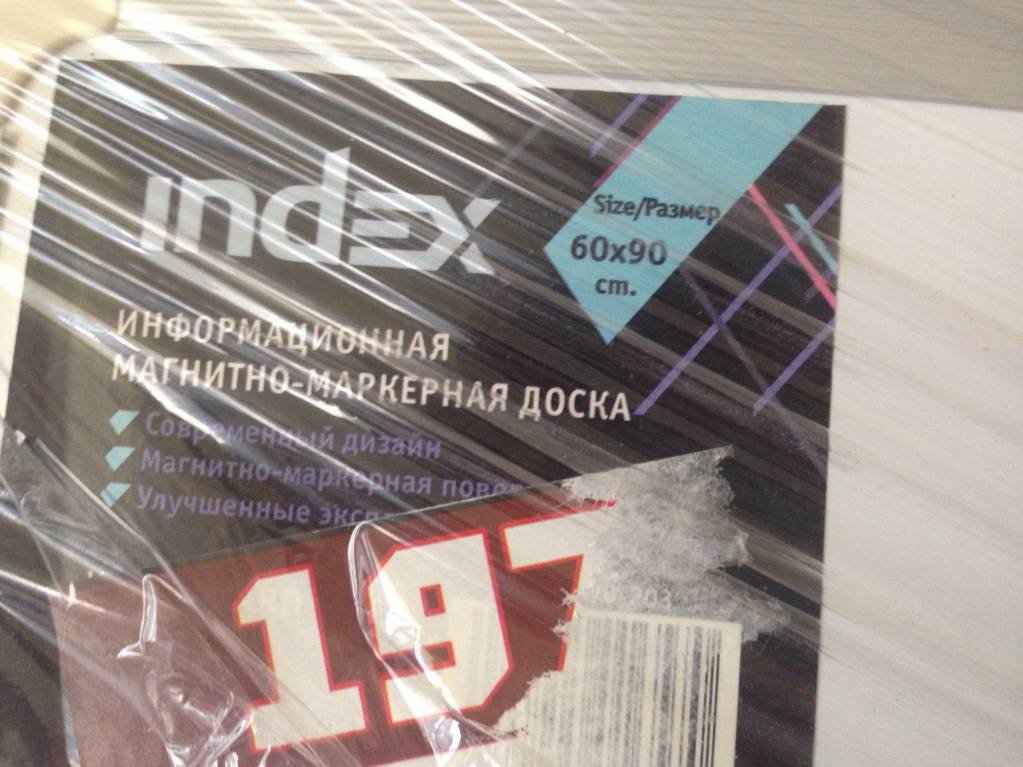 index
Size/Размер
60x90
cm.
ИНФОРМАЦИОННАЯ
МАГНИТНО-МАРКЕРНАЯ ДОСКА
Современный дизайн
Магнитно-маркерная
Улучшенные
197